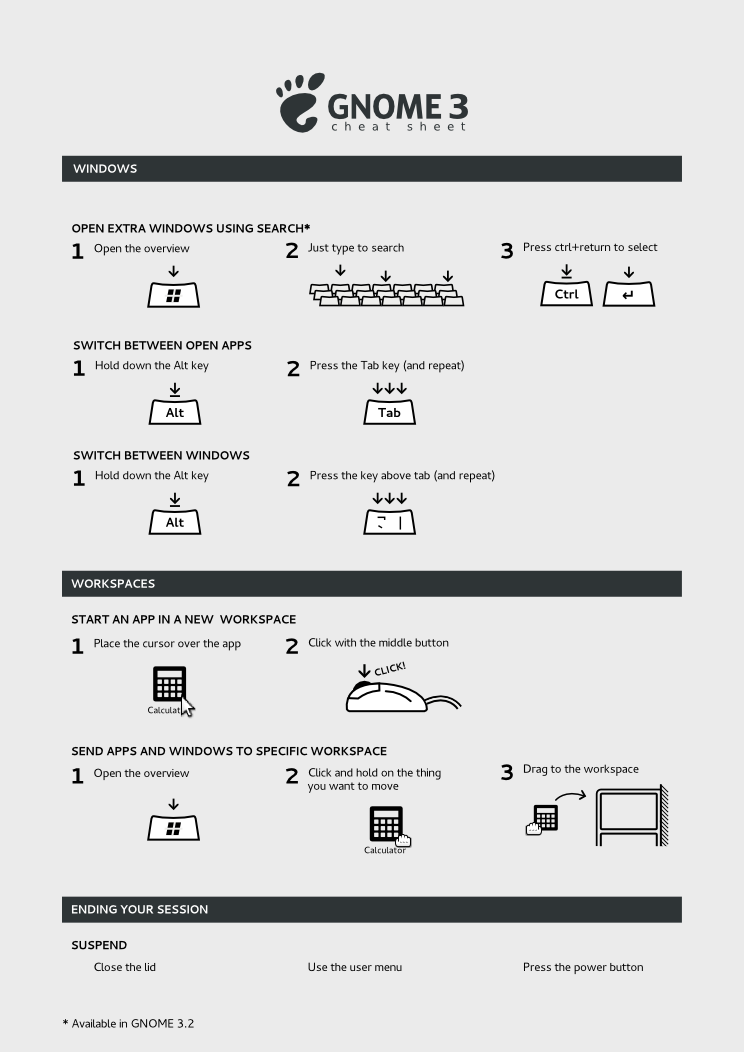 GNOME 3
cheat sheet
WINDOWS
OPEN EXTRA WINDOWS USING SEARCH*
1 Open the overview
2 Just type to search
3 Press ctrl+return to select
Ctrl
↵
SWITCH BETWEEN OPEN APPS
1 Hold down the Alt key
2 Press the Tab key (and repeat)
Alt
Tab
SWITCH BETWEEN WINDOWS
1 Hold down the Alt key
2 Press the key above tab (and repeat)
Alt
WORKSPACES
START AN APP IN A NEW WORKSPACE
1 Place the cursor over the app
2 Click with the middle button
CLICK!
SEND APPS AND WINDOWS TO SPECIFIC WORKSPACE
1 Open the overview
2 Click and hold on the thing
you want to move
3 Drag to the workspace
Calculator
ENDING YOUR SESSION
SUSPEND
Close the lid
Use the user menu
Press the power button
* Available in GNOME 3.2